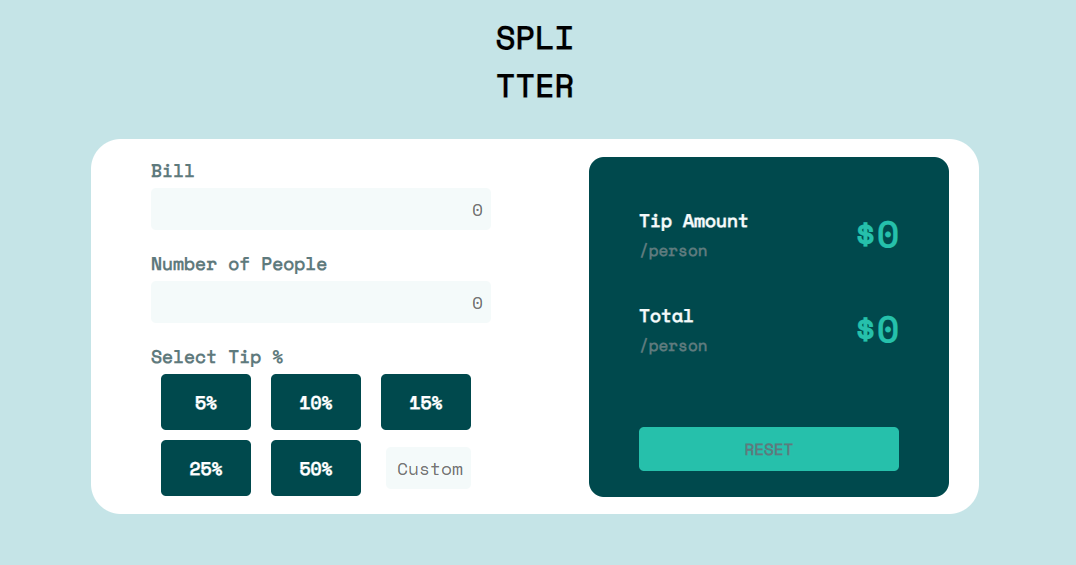 SPLI
TTER
Bill
0
Number of People
0
Select Tip %
5% 10% 15%
25% 50% Custom
Tip Amount
/person
$0
Total
/person
$0
RESET